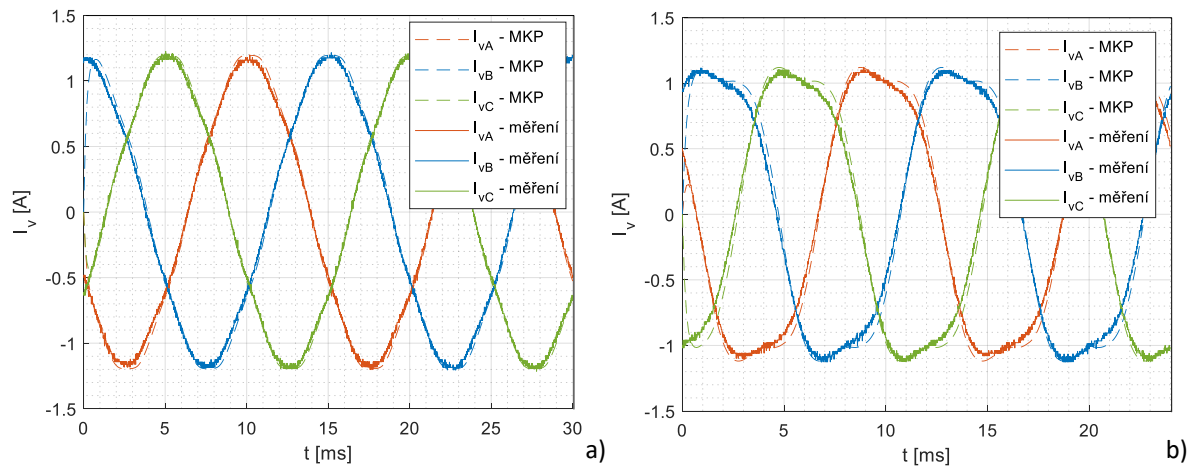 1.5
1
0.5
0
-0.5
-1
-1.5
I_v [A]
0
5
10
15
20
25
30
t [ms]
I_vA - MKP
I_vB - MKP
I_vC - MKP
I_vA - měření
I_vB - měření
I_vC - měření
a)
1.5
1
0.5
0
-0.5
-1
-1.5
I_v [A]
0
5
10
15
20
t [ms]
I_vA - MKP
I_vB - MKP
I_vC - MKP
I_vA - měření
I_vB - měření
I_vC - měření
b)